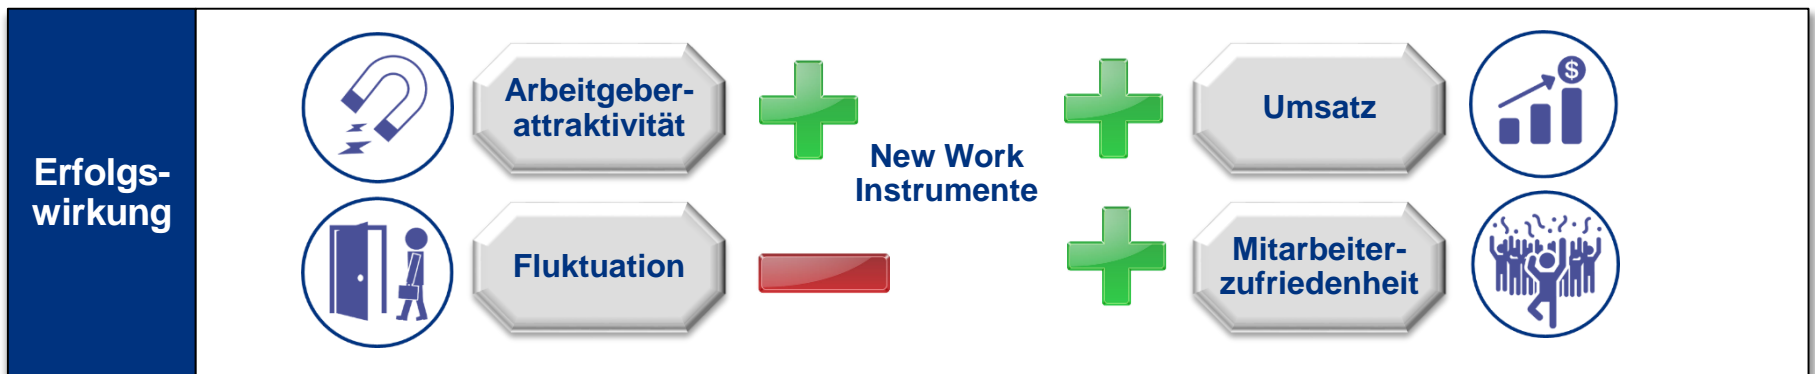 Erfolgs-
wirkung
Arbeitgeber-
attraktivität
Fluktuation
New Work
Instrumente
$
Umsatz
Mitarbeiter-
zufriedenheit